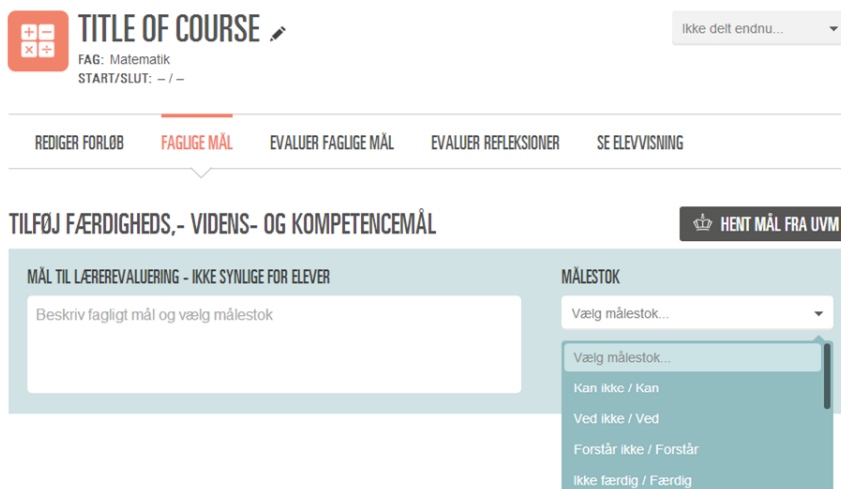 TITLE OF COURSE
Ikke delt endnu...
FAG: Matematik
START/SLUT: – / –
REDIGER FORLØB
FAGLIGE MÅL
EVALUER FAGLIGE MÅL
EVALUER REFLEKSIONER
SE ELEVVISNING
TILFØJ FÆRDIGHEDS,- VIDENS- OG KOMPETENCEMÅL
HENT MÅL FRA UVM
MÅL TIL LÆREREVALUERING - IKKE SYNLIGE FOR ELEVER
MÅLESTOK
Beskriv fagligt mål og vælg målestok
Vælg målestok...
Vælg målestok...
Kan ikke / Kan
Ved ikke / Ved
Forstår ikke / Forstår
Ikke færdig / Færdig